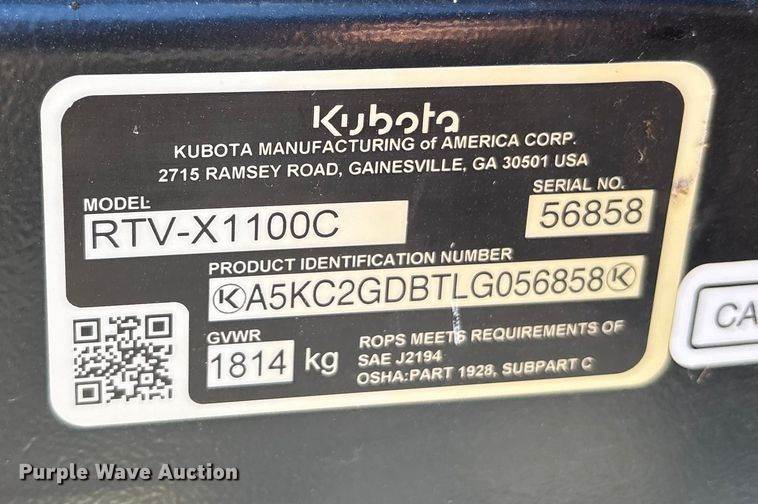 Kubota
KUBOTA MANUFACTURING of AMERICA CORP.
2715 RAMSEY ROAD, GAINESVILLE, GA 30501 USA
MODEL
SERIAL NO.
RTV-X1100C
56858
PRODUCT IDENTIFICATION NUMBER
A5KC2GDBTLG056858
GVWR
1814 kg
ROPS MEETS REQUIREMENTS OF
SAE J2194
OSHA:PART 1928, SUBPART C
CA
Purple Wave Auction